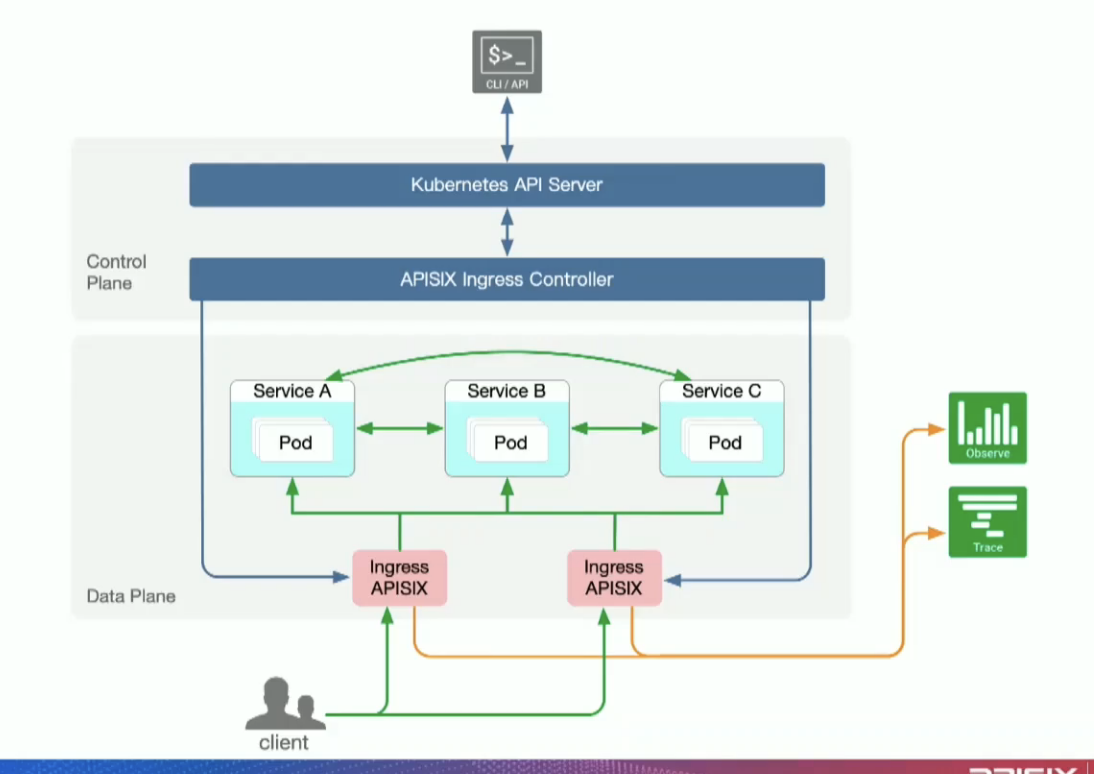 $>_
CLI / API
Kubernetes API Server
Control
Plane
APISIX Ingress Controller
Service A
Service B
Service C
Pod
Pod
Pod
Observe
Trace
Ingress
APISIX
Ingress
APISIX
Data Plane
client
APISIX